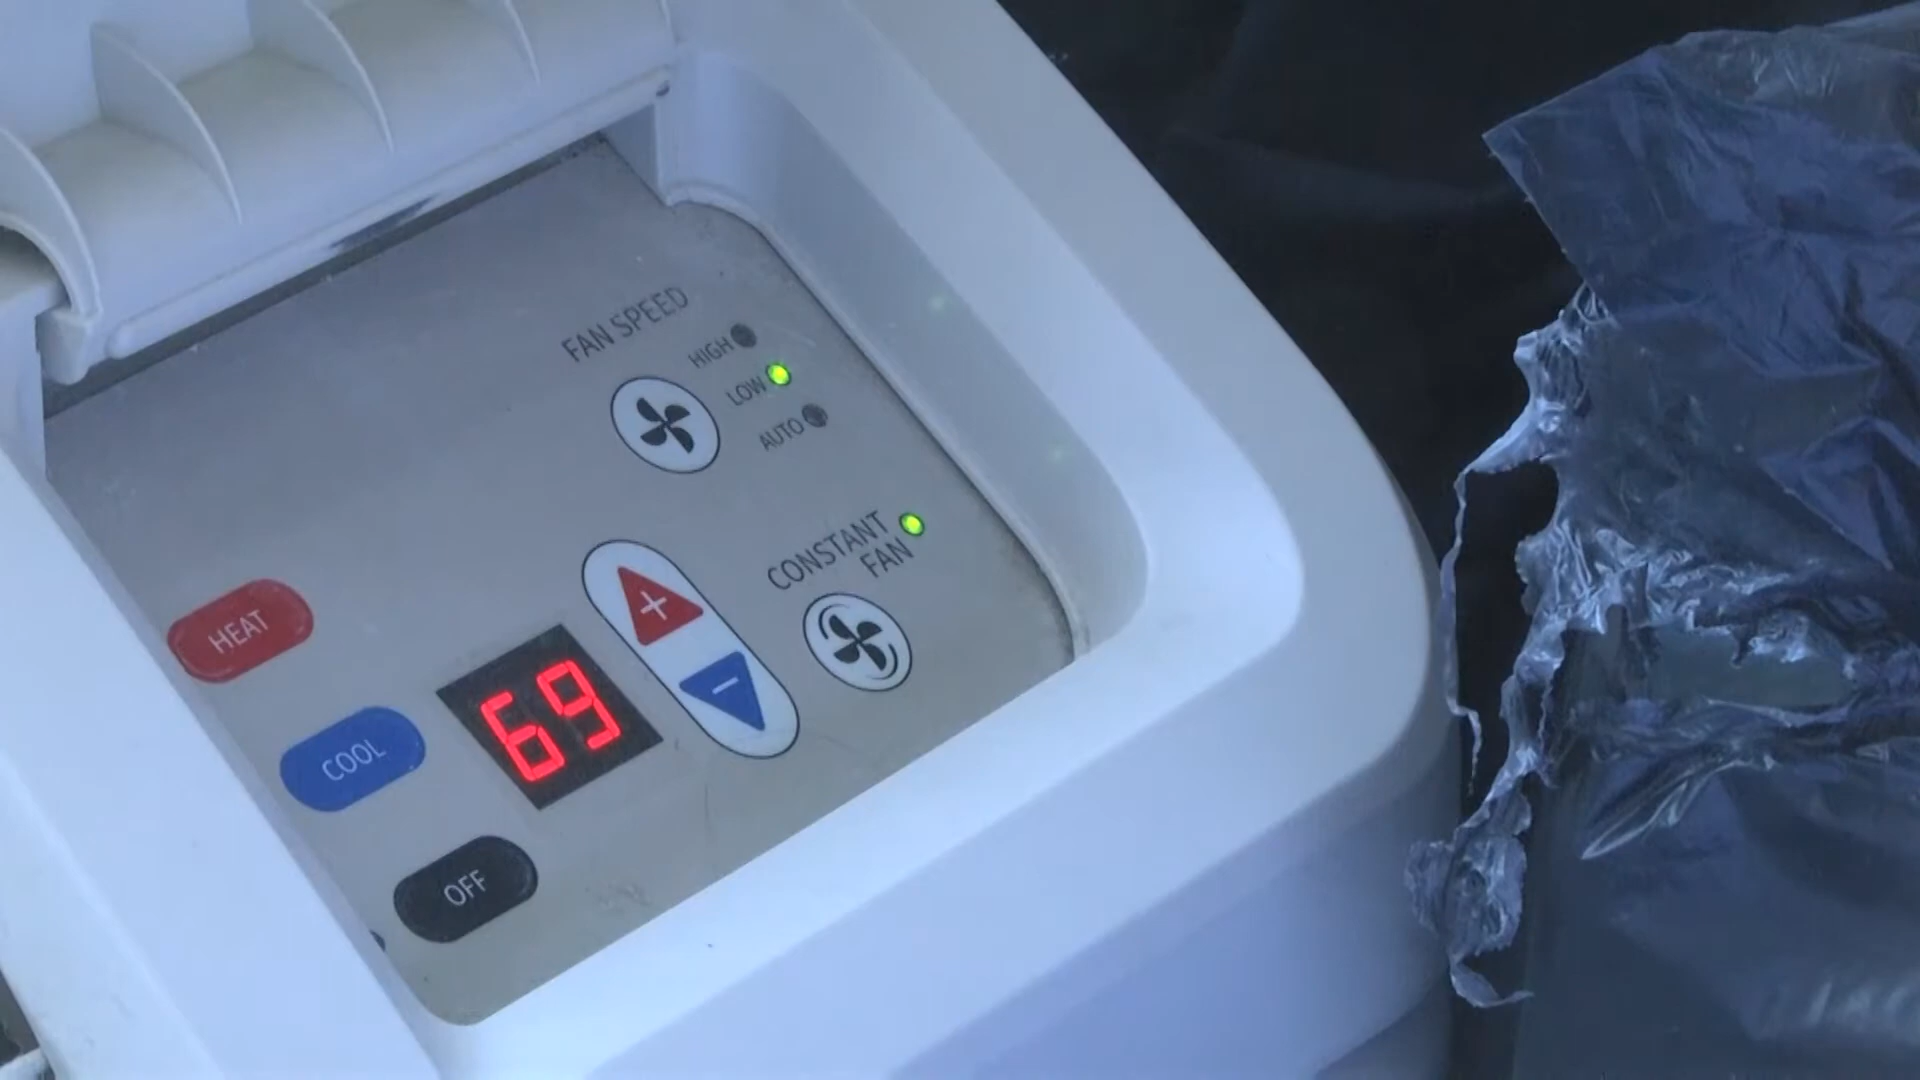 FAN SPEED
HIGH
LOW
AUTO
CONSTANT
FAN
HEAT
+
69
-
COOL
OFF